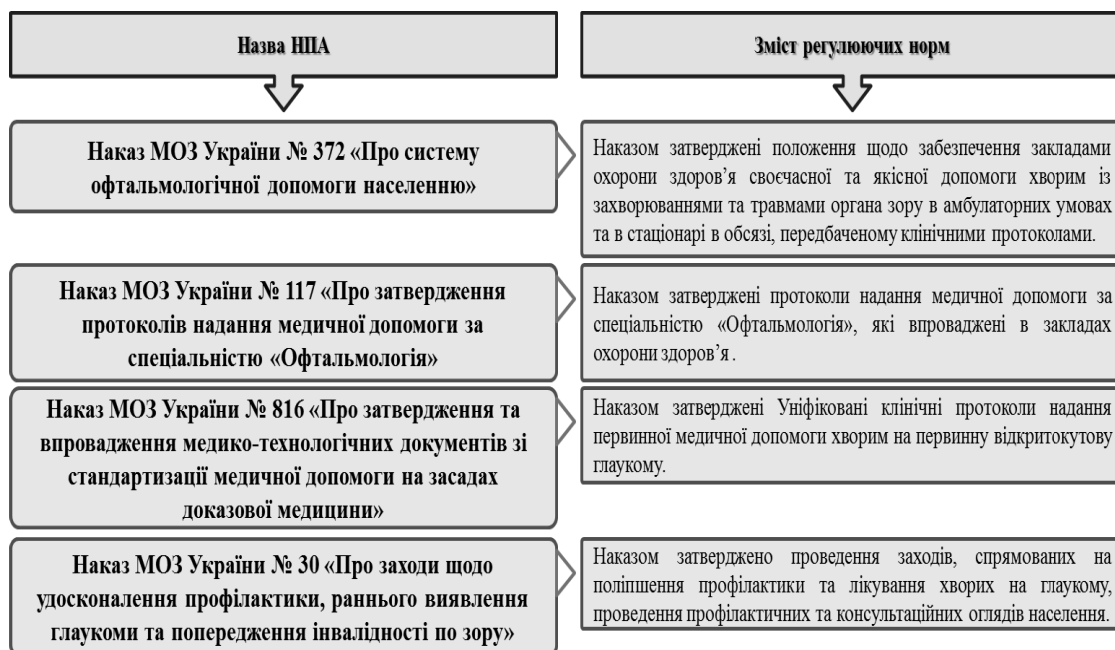 Назва НПА
Зміст регулюючих норм
Наказ МОЗ України № 372 «Про систему
офтальмологічної допомоги населенню»
Наказом затверджені положення щодо забезпечення закладами
охорони здоров’я своєчасної та якісної допомоги хворим із
захворюваннями та травмами органа зору в амбулаторних умовах
та в стаціонарі в обсязі, передбаченому клінічними протоколами.
Наказ МОЗ України № 117 «Про затвердження
протоколів надання медичної допомоги за
спеціальністю «Офтальмологія»
Наказом затверджені протоколи надання медичної допомоги за
спеціальністю «Офтальмологія», які впроваджені в закладах
охорони здоров’я .
Наказ МОЗ України № 816 «Про затвердження та
впровадження медико-технологічних документів зі
стандартизації медичної допомоги на засадах
доказової медицини»
Наказом затверджені Уніфіковані клінічні протоколи надання
первинної медичної допомоги хворим на первинну відкритокутову
глаукому.
Наказ МОЗ України № 30 «Про заходи щодо
удосконалення профілактики, раннього виявлення
глаукоми та попередження інвалідності по зору»
Наказом затверджено проведення заходів, спрямованих на
поліпшення профілактики та лікування хворих на глаукому,
проведення профілактичних та консультаційних оглядів населення.